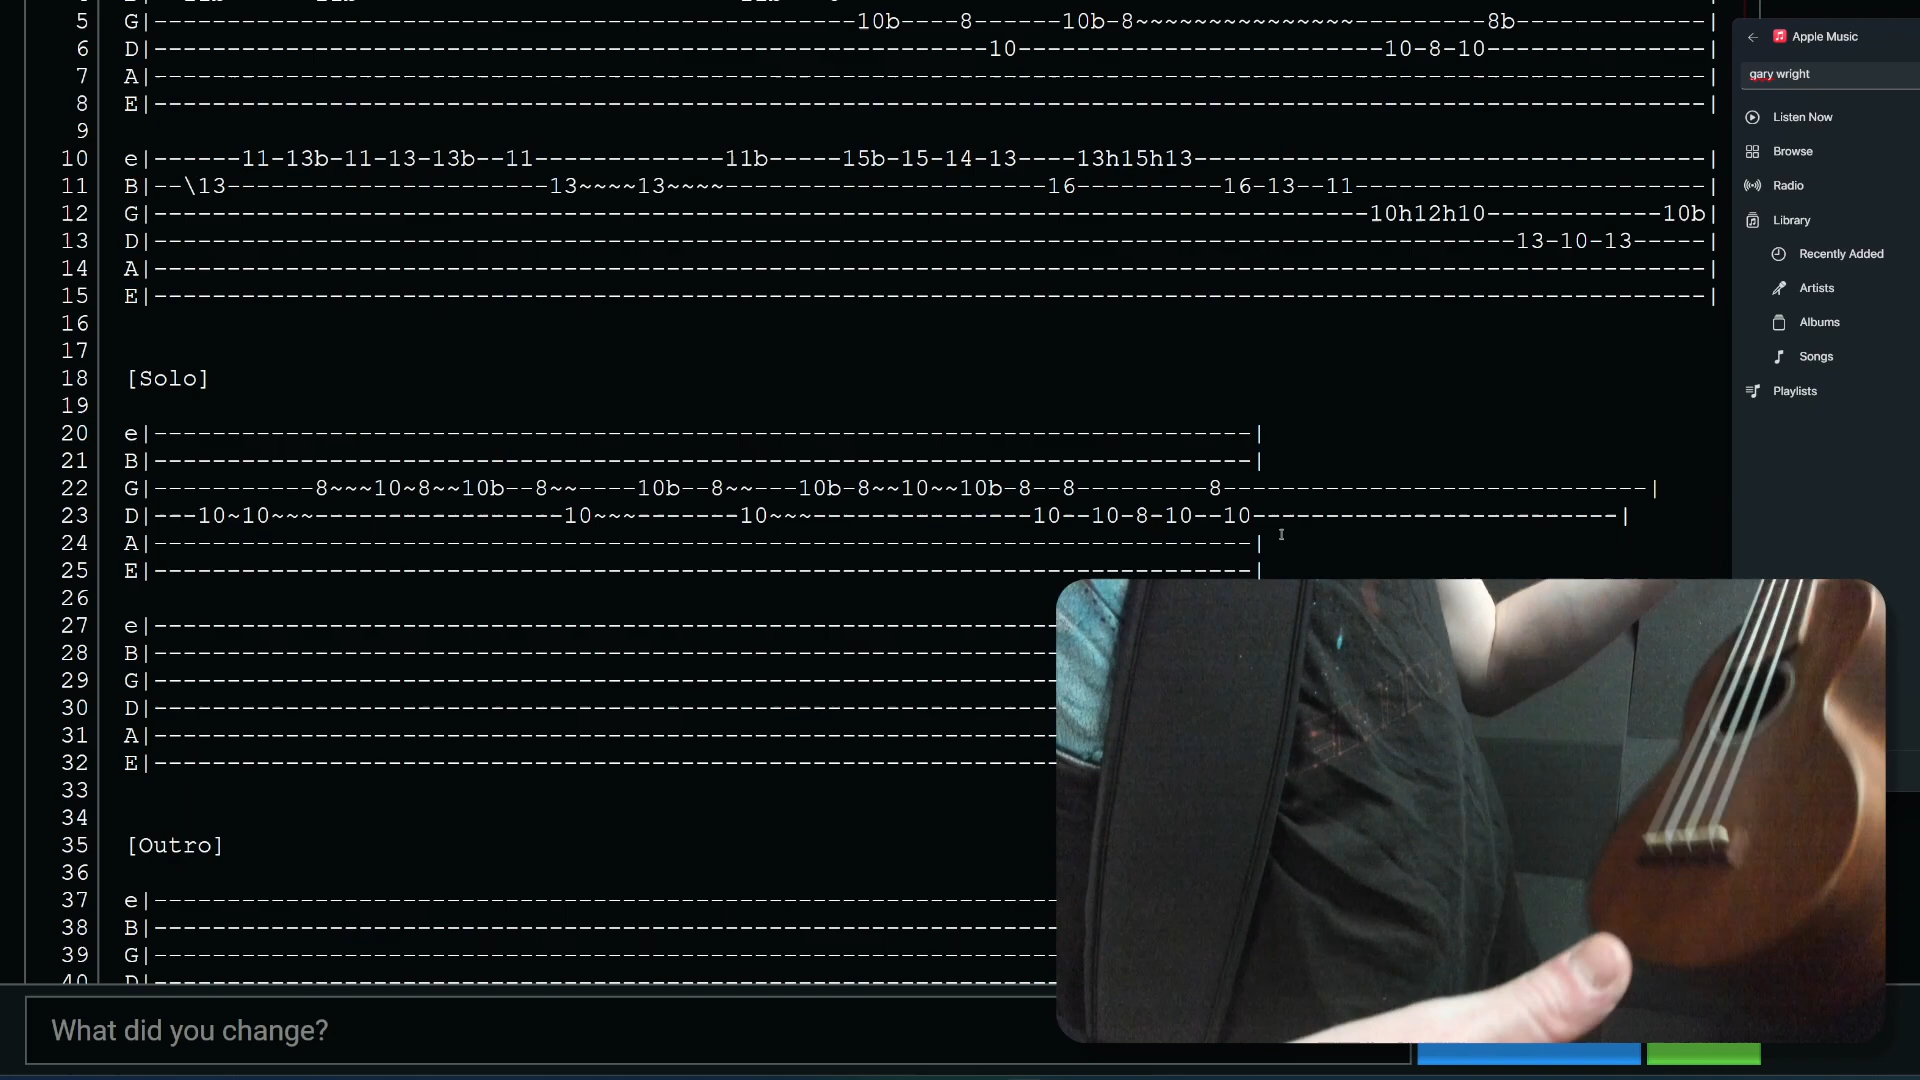 5 G|------------------------------------------------10b----8------10b-8~~~~~~~~~~~~~~~---------8b-------------|
6 D|---------------------------------------------------------10-------------------------10-8-10---------------|
7 A|----------------------------------------------------------------------------------------------------------|
8 E|----------------------------------------------------------------------------------------------------------|
9
10 e|------11-13b-11-13-13b--11-------------11b-----15b-15-14-13----13h15h13-----------------------------------|
11 B|--\13----------------------13~~~~13~~~~----------------------16----------16-13--11------------------------|
12 G|-----------------------------------------------------------------------------------10h12h10------------10b|
13 D|---------------------------------------------------------------------------------------------13-10-13-----|
14 A|----------------------------------------------------------------------------------------------------------|
15 E|----------------------------------------------------------------------------------------------------------|
16
17
18 [Solo]
19
20 e|---------------------------------------------------------------------------|
21 B|---------------------------------------------------------------------------|
22 G|-----------8~~~10~8~~10b--8~~----10b--8~~---10b-8~~10~~10b-8--8---------8-----------------------------|
23 D|---10~10~~~-----------------10~~~-------10~~~---------------10--10-8-10--10-------------------------|
24 A|---------------------------------------------------------------------------|
25 E|---------------------------------------------------------------------------|
26
27 e|--------------------------------------------------------------
28 B|--------------------------------------------------------------
29 G|--------------------------------------------------------------
30 D|--------------------------------------------------------------
31 A|--------------------------------------------------------------
32 E|--------------------------------------------------------------
33
34
35 [Outro]
36
37 e|--------------------------------------------------------------
38 B|--------------------------------------------------------------
39 G|--------------------------------------------------------------
40 D|--------------------------------------------------------------
What did you change?
Apple Music
gary wright
Listen Now
Browse
Radio
Library
Recently Added
Artists
Albums
Songs
Playlists